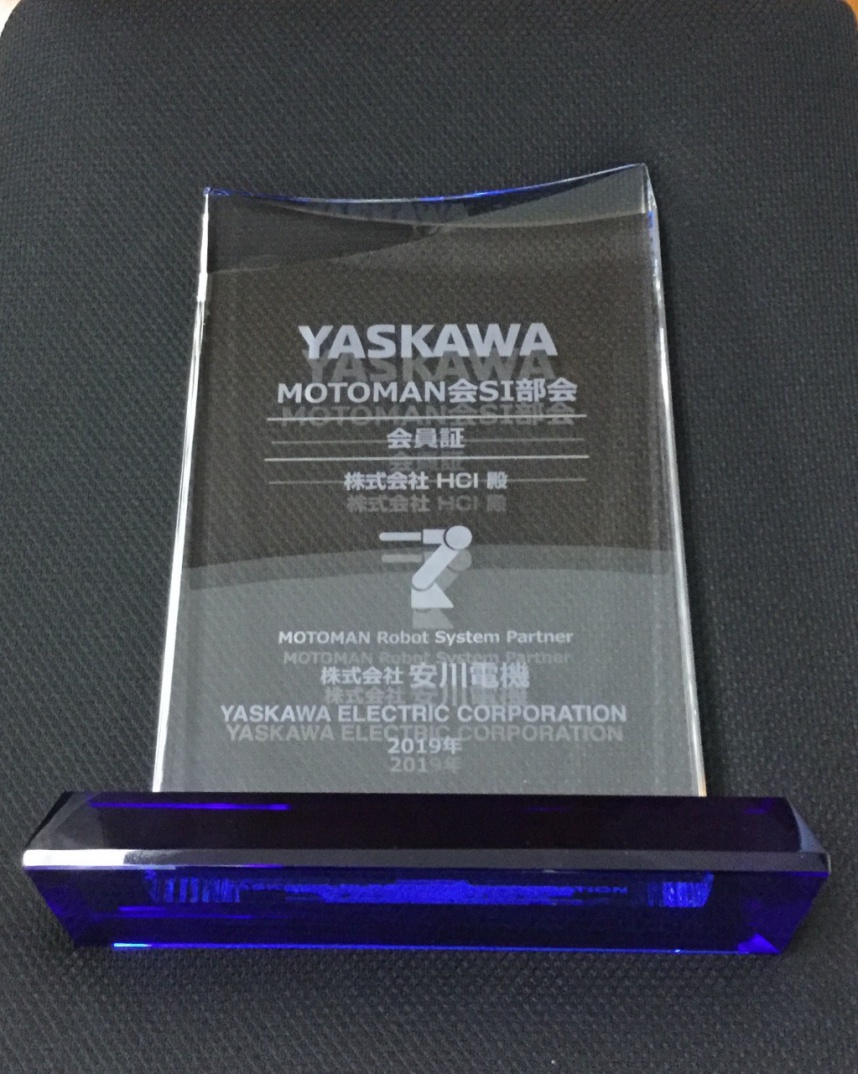 YASKAWA
MOTOMAN会SI部会
会員証
株式会社 HCI 殿
MOTOMAN Robot System Partner
株式会社 安川電機
YASKAWA ELECTRIC CORPORATION
2019年